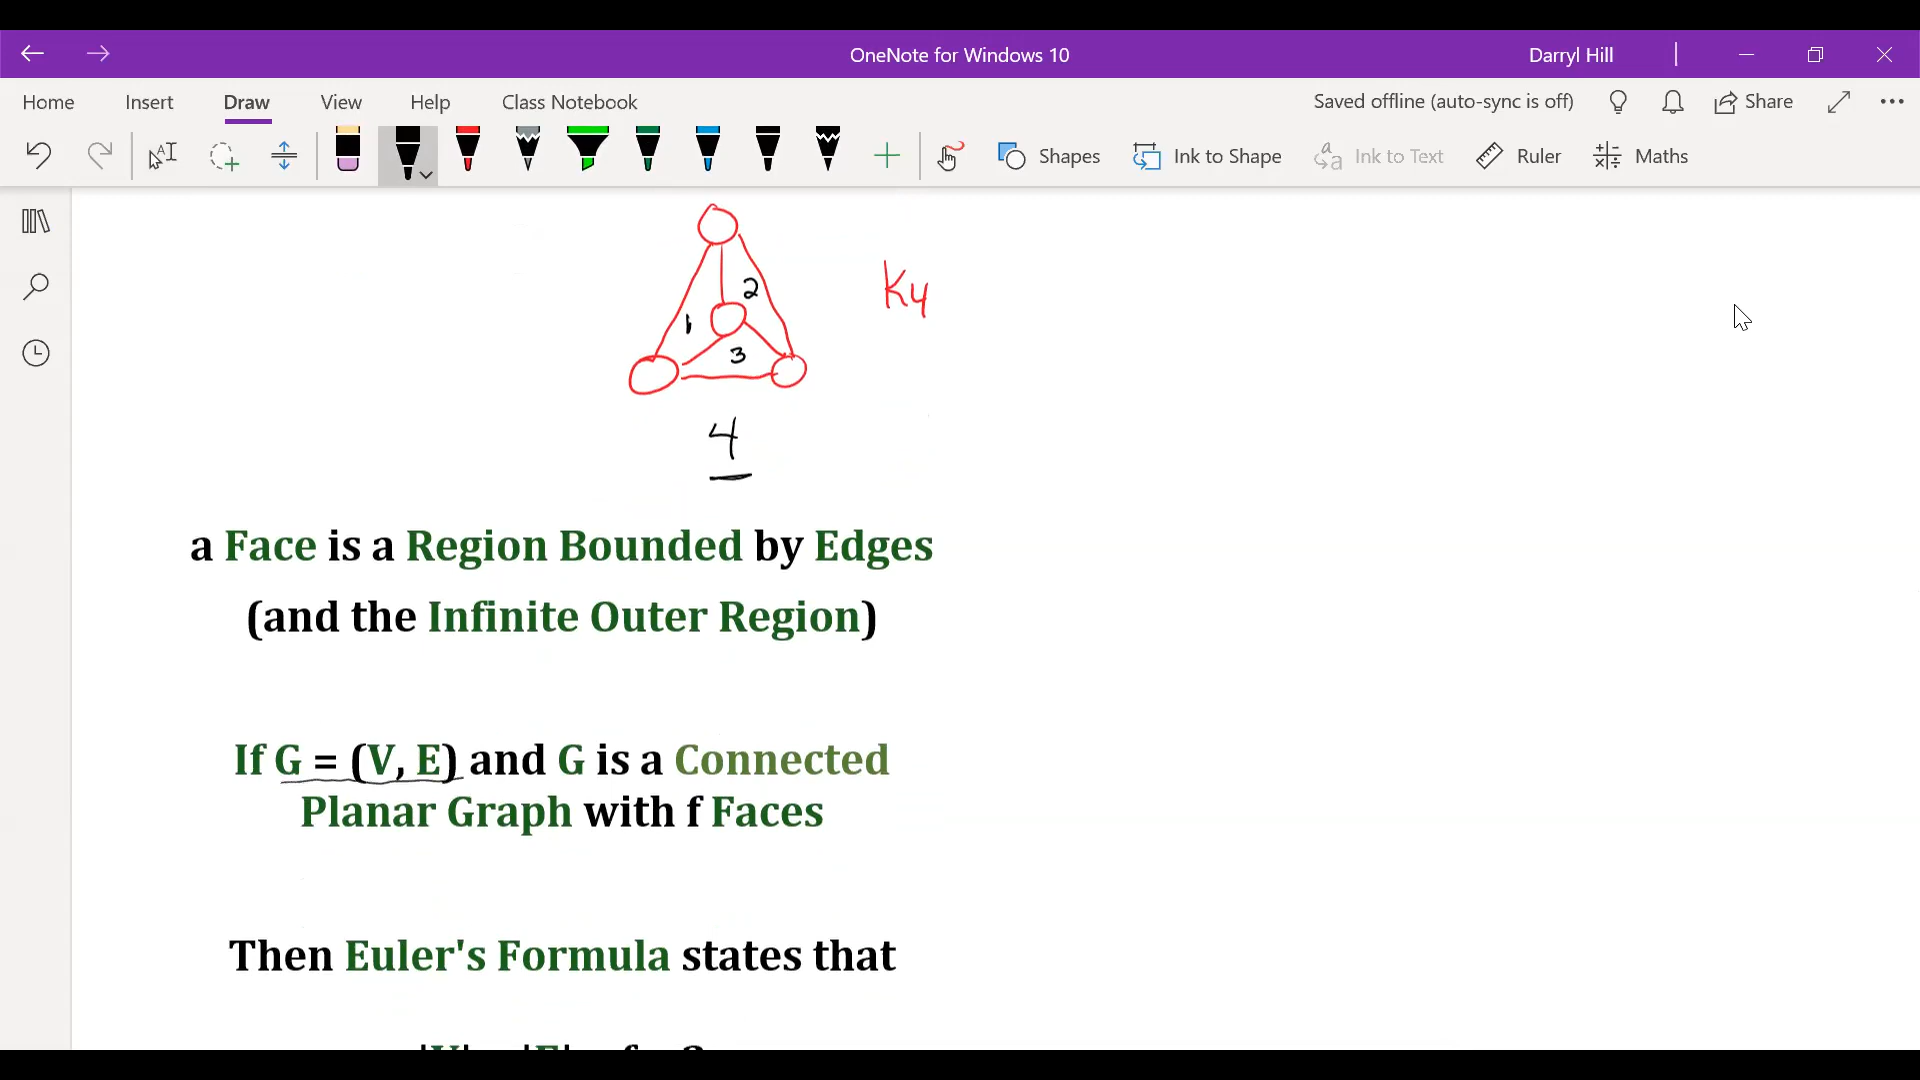 OneNote for Windows 10
Darryl Hill
Home Insert Draw View Help Class Notebook
Saved offline (auto-sync is off) Share
Shapes Ink to Shape Ink to Text Ruler Maths
2
K4
1
3
4
a Face is a Region Bounded by Edges
(and the Infinite Outer Region)
If G = (V, E) and G is a Connected
Planar Graph with f Faces
Then Euler's Formula states that